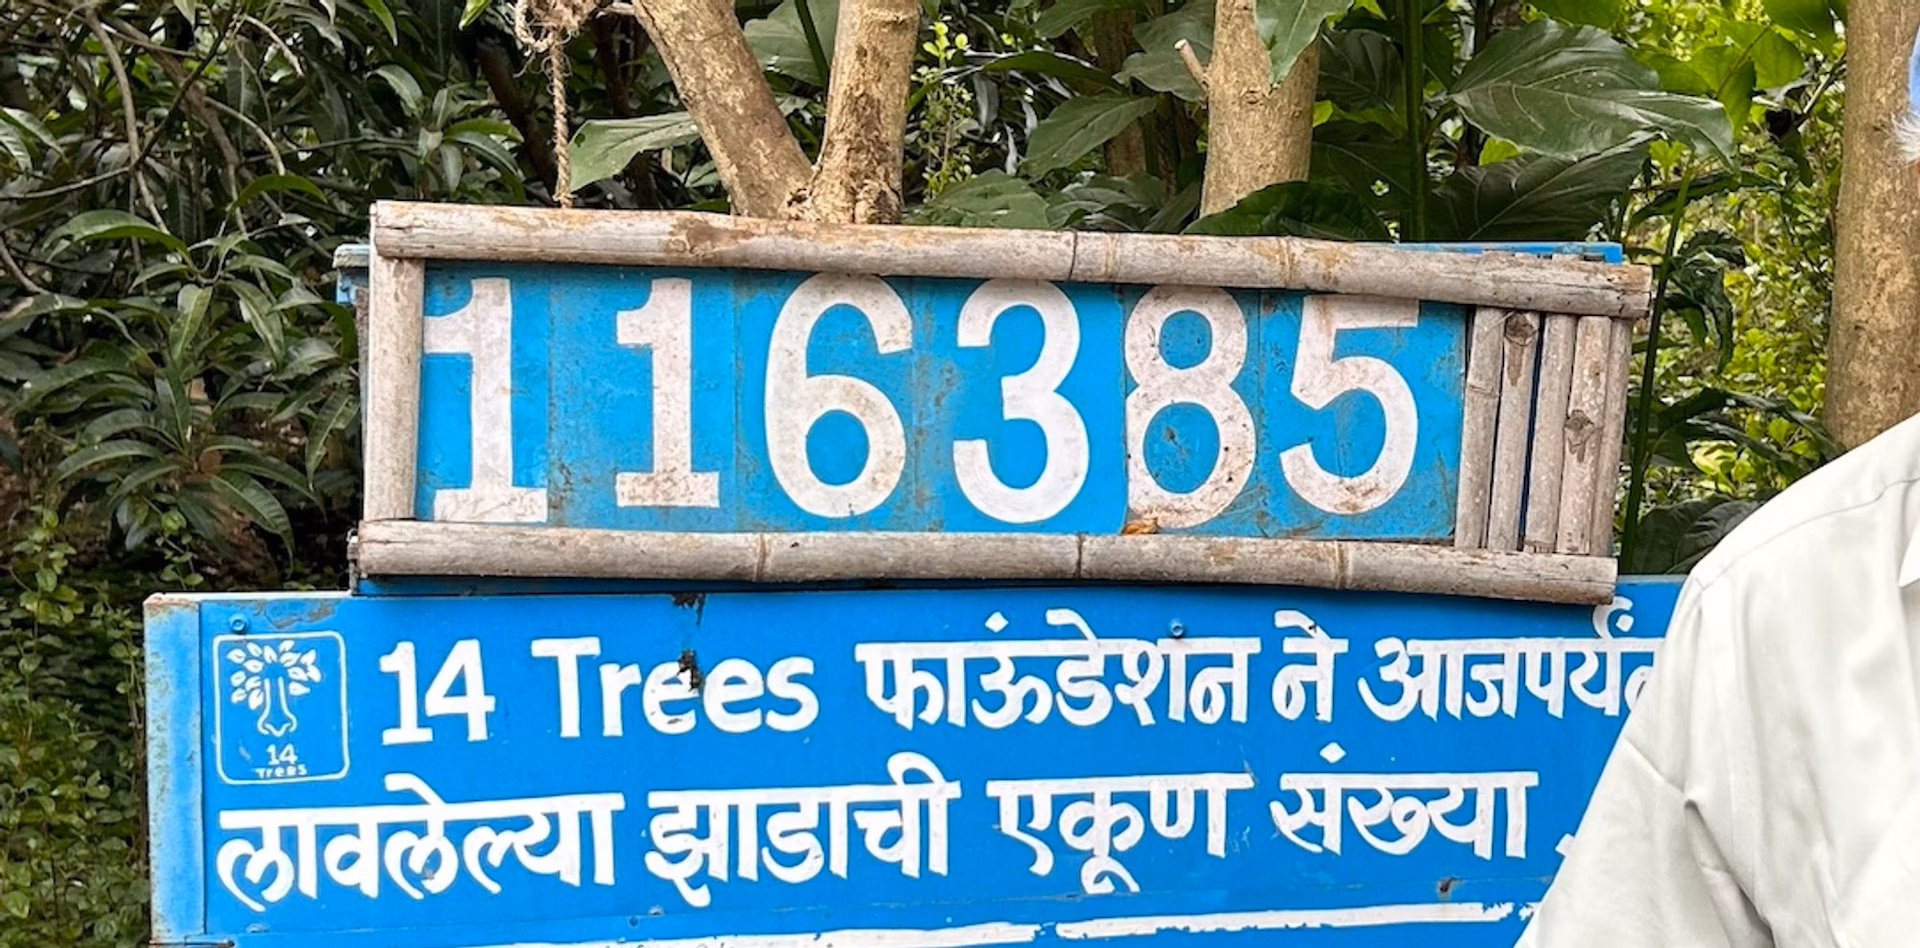 116385
14 Trees फाऊंडेशन ने आजपर्यंत
लावलेल्या झाडाची एकूण संख्या
14
Trees